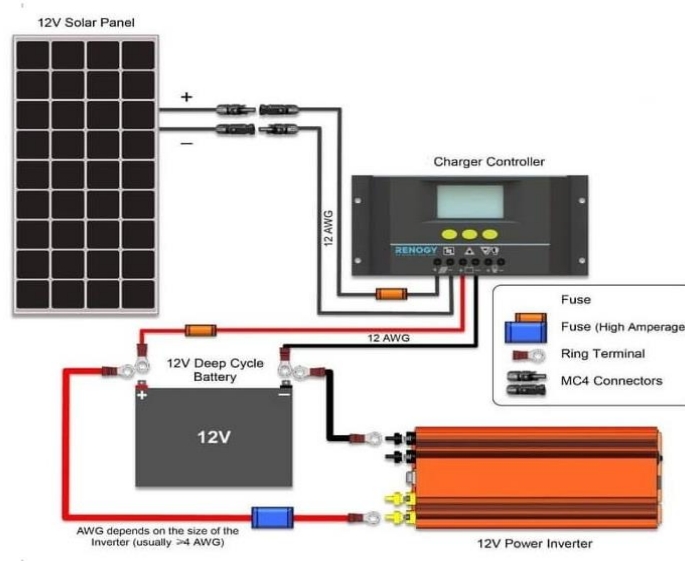 12V Solar Panel
+
−
Charger Controller
12 AWG
RENOGY
Fuse
Fuse (High Amperage)
Ring Terminal
MC4 Connectors
12 AWG
12V Deep Cycle
Battery
+ −
12V
AWG depends on the size of the
Inverter (usually ≥4 AWG)
12V Power Inverter